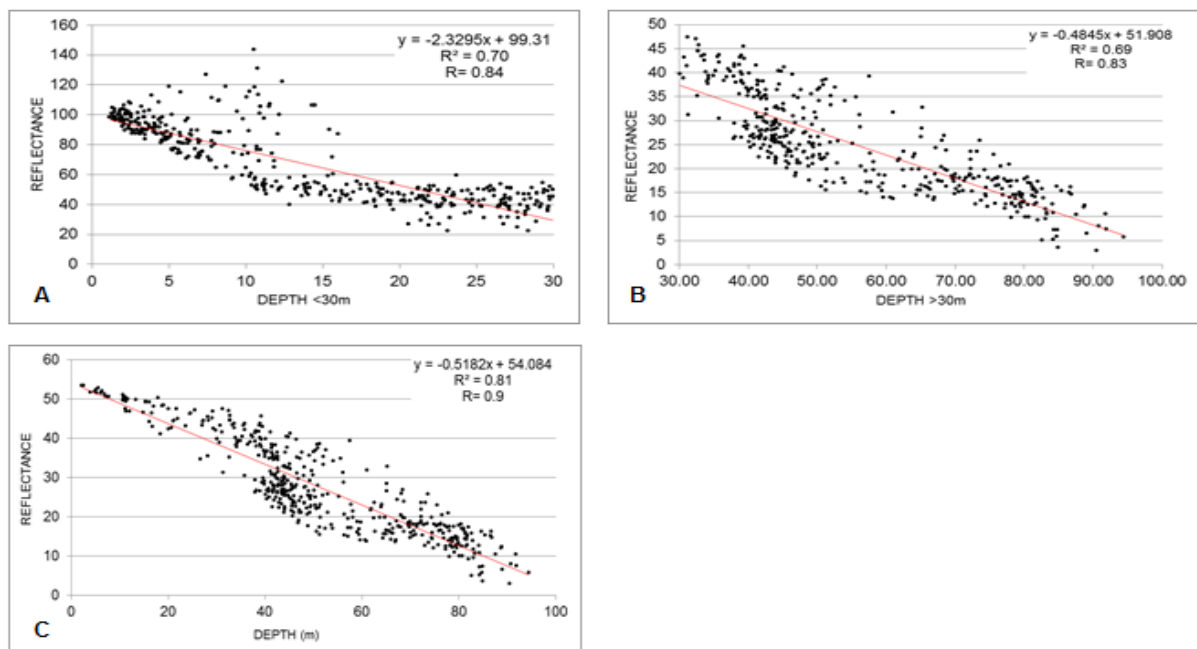 160
140
120
100
80
60
40
20
0
REFLECTANCE
y = -2.3295x + 99.31
R² = 0.70
R= 0.84
0 5 10 15 20 25 30
DEPTH <30m
A
50
45
40
35
30
25
20
15
10
5
0
REFLECTANCE
y = -0.4845x + 51.908
R² = 0.69
R= 0.83
30.00 40.00 50.00 60.00 70.00 80.00 90.00 100.00
DEPTH >30m
B
60
50
40
30
20
10
0
REFLECTANCE
y = -0.5182x + 54.084
R² = 0.81
R= 0.9
0 20 40 60 80 100
DEPTH (m)
C